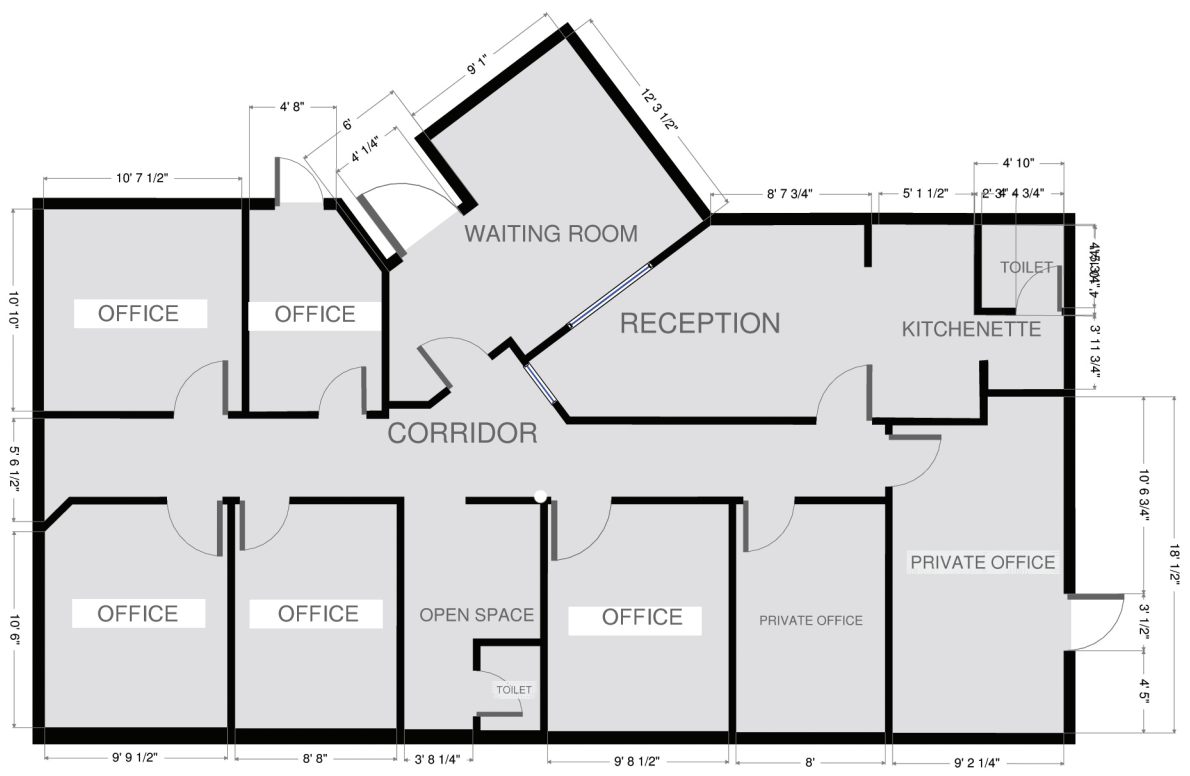 9' 1"
4' 8"
6'
12' 3 1/2"
4' 1/4"
10' 7 1/2"
8' 7 3/4"
5' 1 1/2"
4' 10"
4' 4 3/4"
WAITING ROOM
TOILET
OFFICE
OFFICE
RECEPTION
KITCHENETTE
10' 10"
3' 11 3/4"
CORRIDOR
5' 6 1/2"
10' 6 3/4"
18' 1/2"
PRIVATE OFFICE
OFFICE
OFFICE
OPEN SPACE
OFFICE
PRIVATE OFFICE
3' 1/2"
10' 6"
TOILET
4' 5"
9' 9 1/2"
8' 8"
3' 8 1/4"
9' 8 1/2"
8'
9' 2 1/4"